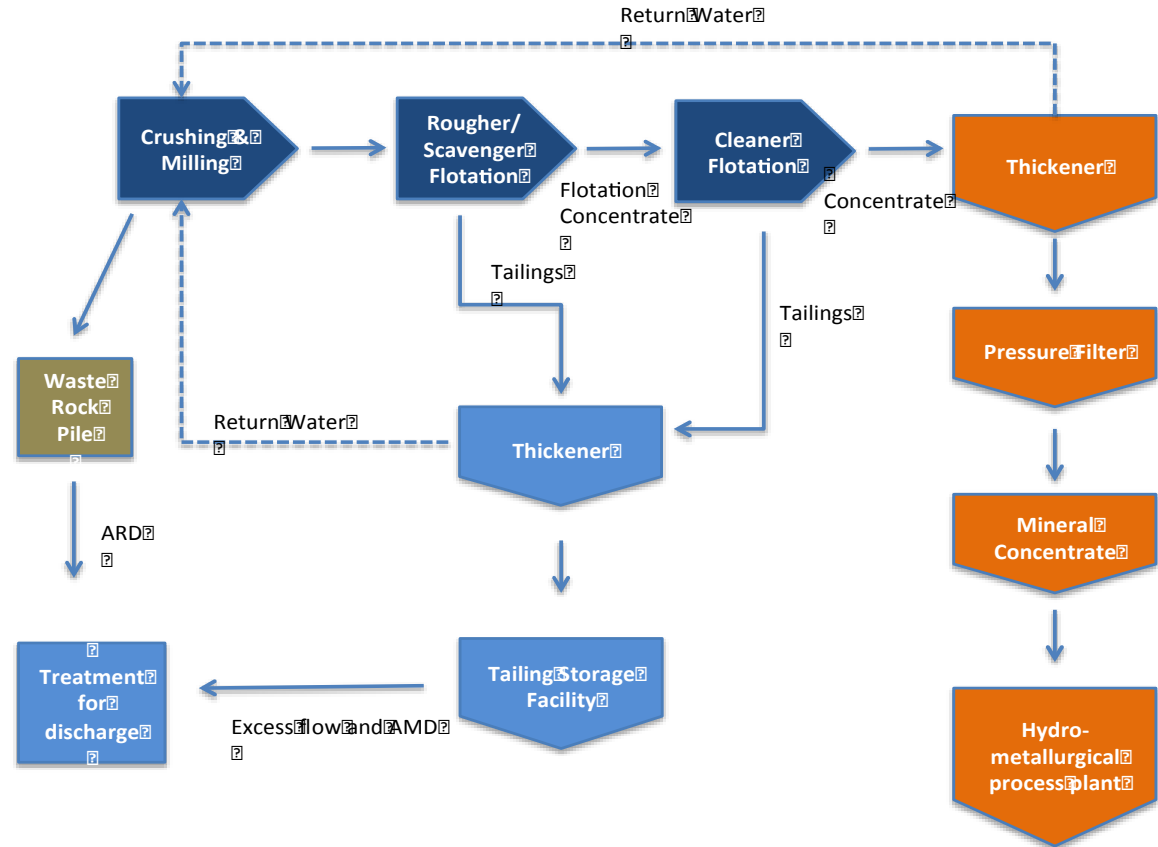 Return Water
Crushing &
Milling
Rougher/
Scavenger
Flotation
Cleaner
Flotation
Thickener
Flotation
Concentrate
Concentrate
Tailings
Tailings
Pressure Filter
Waste
Rock
Pile
Return Water
Thickener
Mineral
Concentrate
ARD
Treatment
for
discharge
Tailing Storage
Facility
Excess flow and AMD
Hydro-
metallurgical
process plant